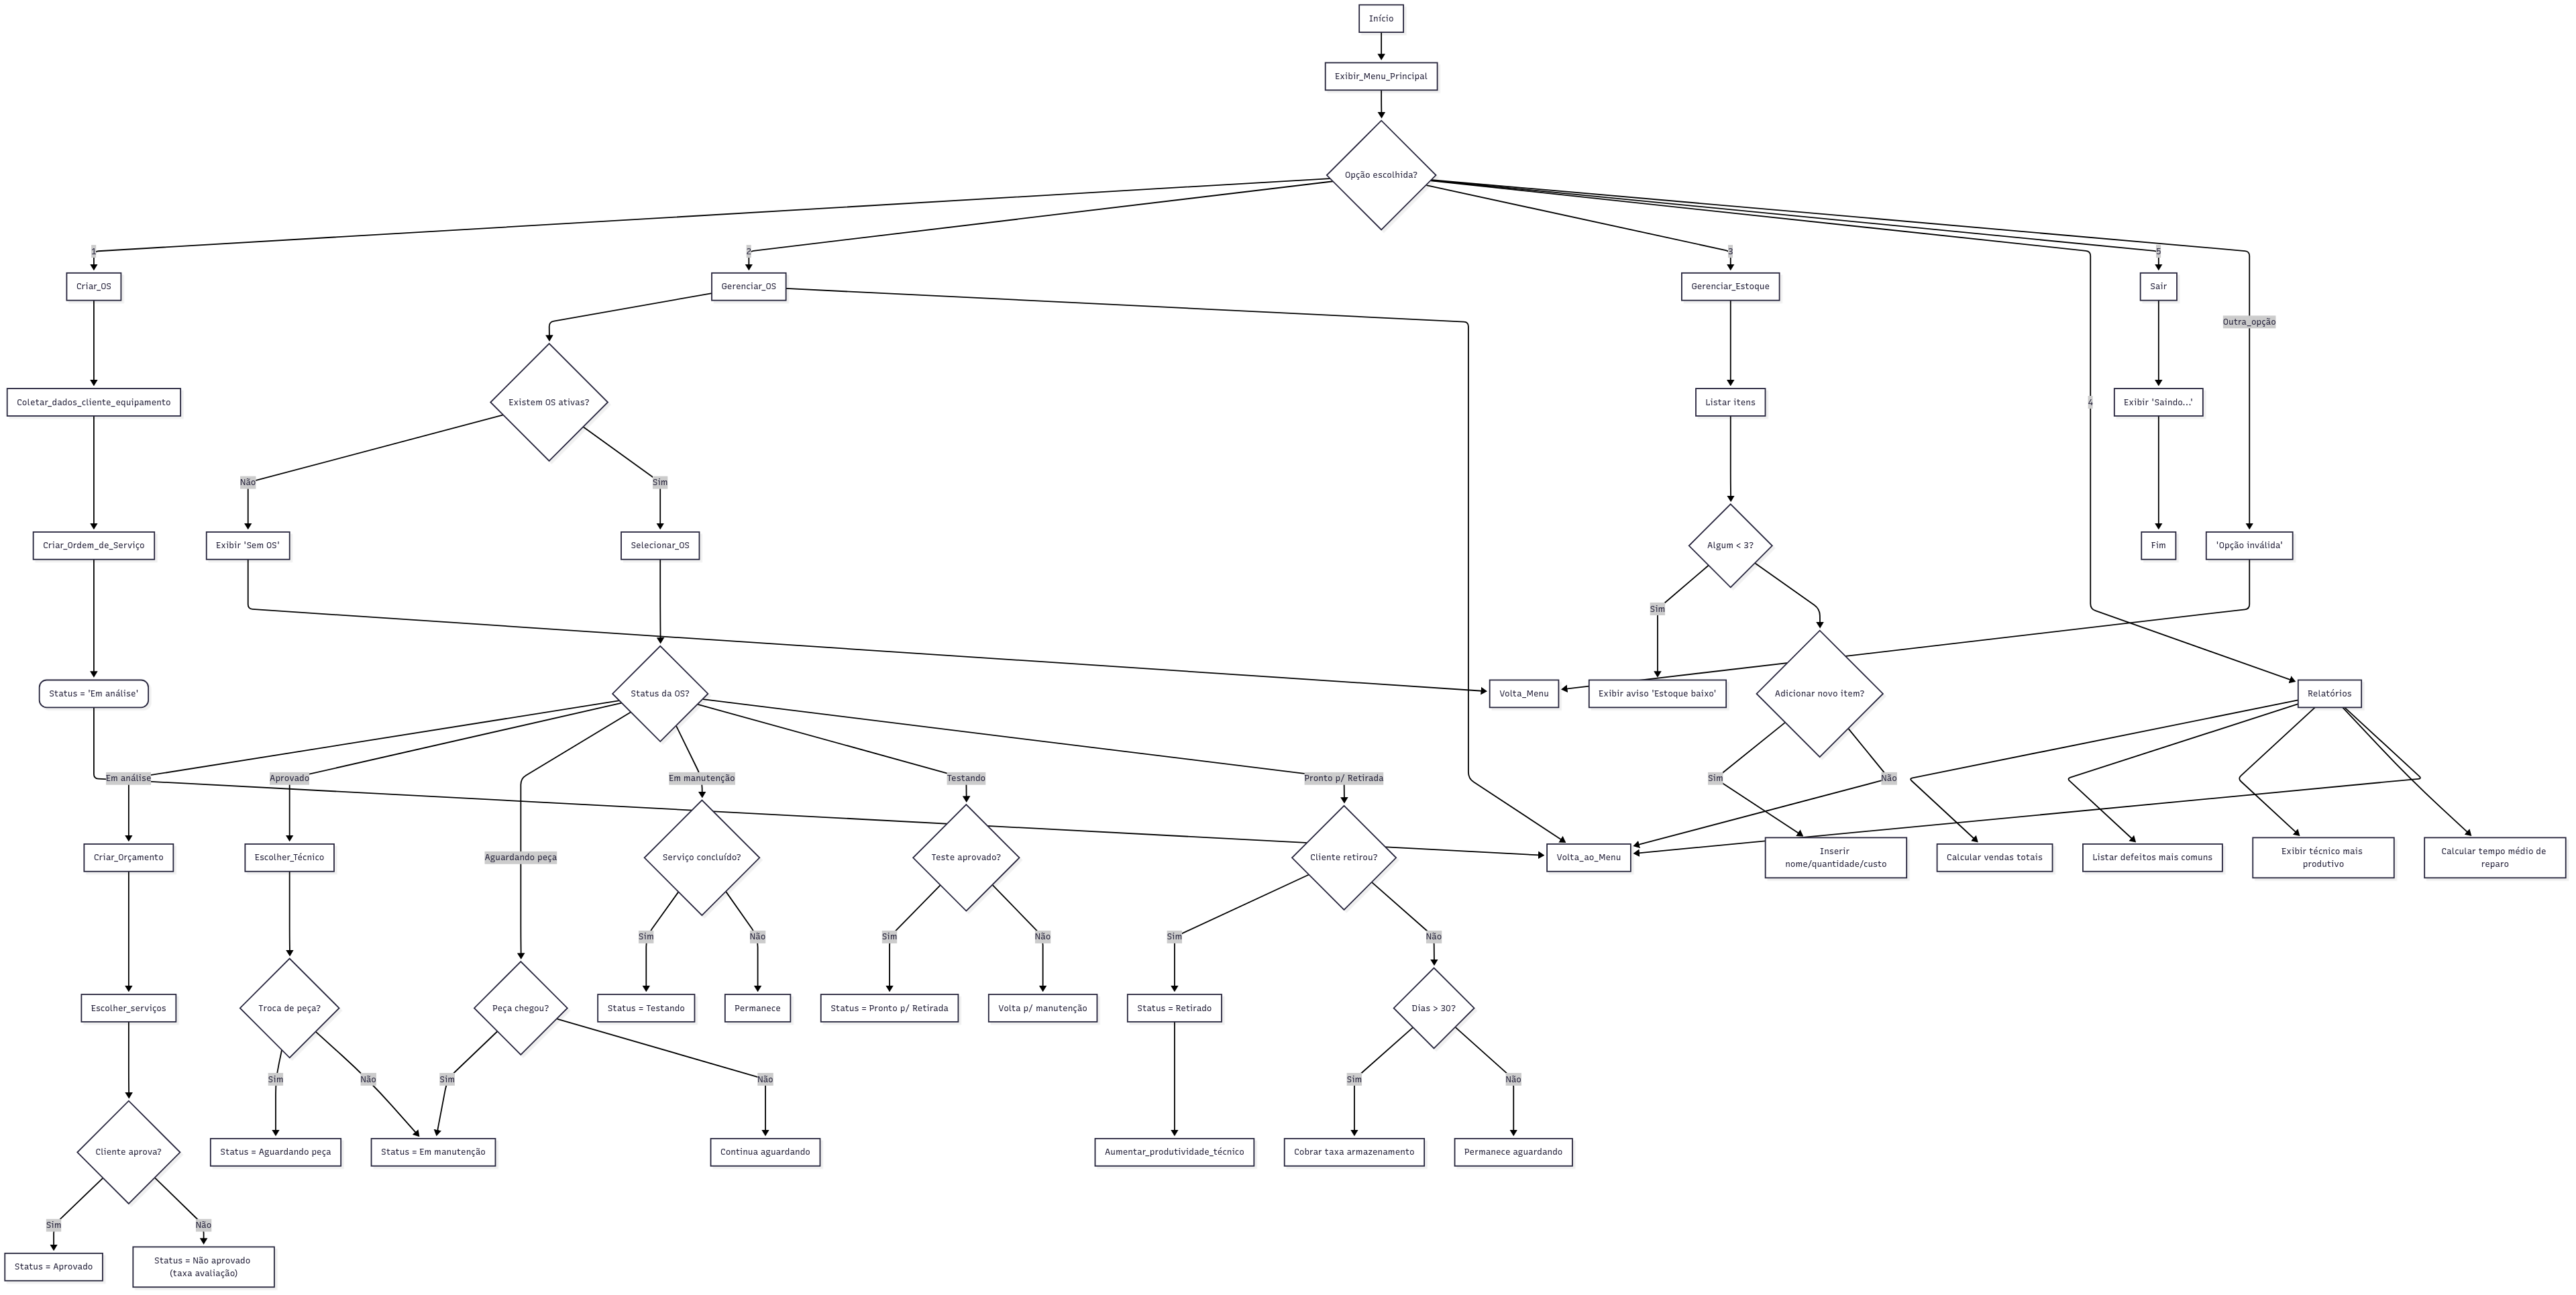 Início
Exibir_Menu_Principal
Opção escolhida?
1
2
3
5
Criar_OS
Gerenciar_OS
Gerenciar_Estoque
Sair
Outra_opção
Coletar_dados_cliente_equipamento
Existem OS ativas?
Listar itens
4
Exibir 'Saindo...'
Não
Sim
Criar_Ordem_de_Serviço
Exibir 'Sem OS'
Selecionar_OS
Algum < 3?
Fim
'Opção inválida'
Sim
Status = 'Em análise'
Status da OS?
Volta_Menu
Exibir aviso 'Estoque baixo'
Adicionar novo item?
Relatórios
Em análise
Aprovado
Em manutenção
Testando
Pronto p/ Retirada
Sim
Não
Criar_Orçamento
Escolher_Técnico
Aguardando peça
Serviço concluído?
Teste aprovado?
Cliente retirou?
Volta_ao_Menu
Inserir
nome/quantidade/custo
Calcular vendas totais
Listar defeitos mais comuns
Exibir técnico mais
produtivo
Calcular tempo médio de
reparo
Sim
Não
Sim
Não
Sim
Não
Escolher_serviços
Troca de peça?
Peça chegou?
Status = Testando
Permanece
Status = Pronto p/ Retirada
Volta p/ manutenção
Status = Retirado
Dias > 30?
Sim
Não
Sim
Não
Sim
Não
Cliente aprova?
Status = Aguardando peça
Status = Em manutenção
Continua aguardando
Aumentar_produtividade_técnico
Cobrar taxa armazenamento
Permanece aguardando
Sim
Não
Status = Aprovado
Status = Não aprovado
(taxa avaliação)